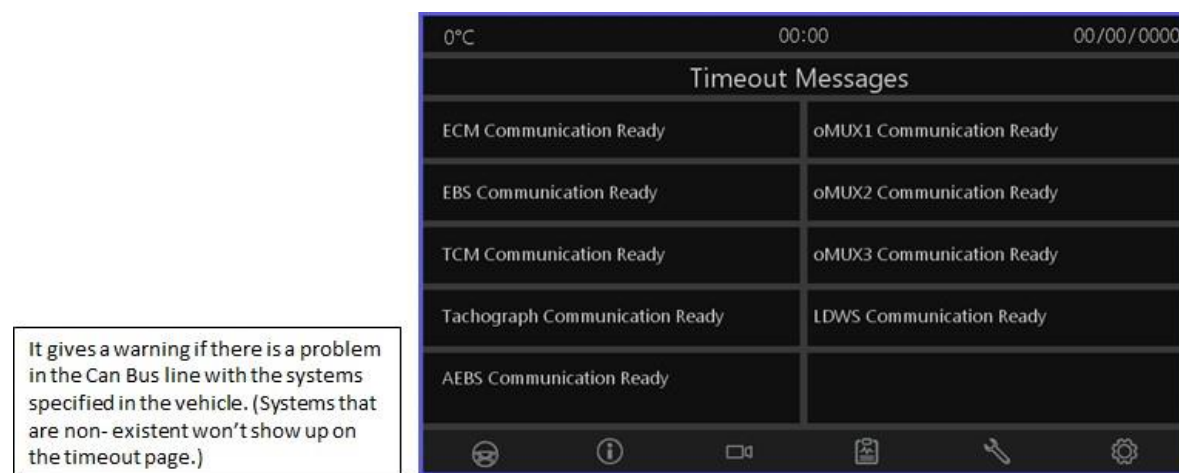 0°C 00:00 00/00/0000
Timeout Messages
ECM Communication Ready oMUX1 Communication Ready
EBS Communication Ready oMUX2 Communication Ready
TCM Communication Ready oMUX3 Communication Ready
Tachograph Communication Ready LDWS Communication Ready
AEBS Communication Ready
It gives a warning if there is a problem
in the Can Bus line with the systems
specified in the vehicle. (Systems that
are non- existent won’t show up on
the timeout page.)